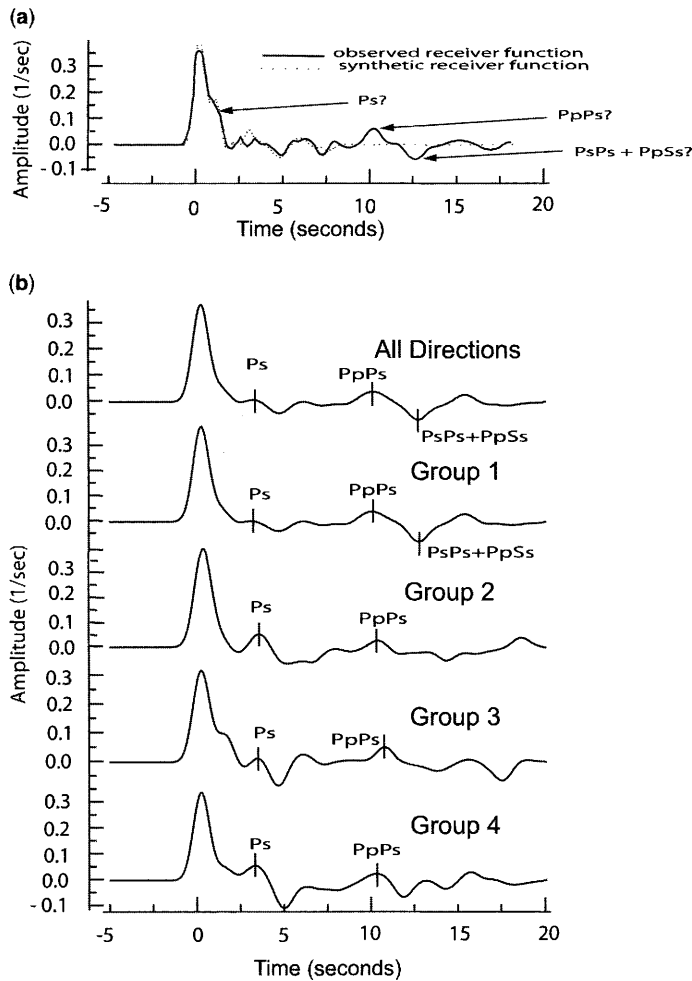 (a)
Amplitude (1/sec)
0.3
0.2
0.1
0.0
- 0.1
observed receiver function
synthetic receiver function
Ps?
PpPs?
PsPs + PpSs?
-5 0 5 10 15 20
Time (seconds)
(b)
Amplitude (1/sec)
0.3
0.2
0.1
0.0
All Directions
Ps
PpPs
PsPs+PpSs
0.3
0.2
0.1
0.0
Group 1
Ps
PpPs
PsPs+PpSs
0.3
0.2
0.1
0.0
Group 2
Ps
PpPs
0.3
0.2
0.1
0.0
Group 3
Ps
PpPs
0.3
0.2
0.1
0.0
- 0.1
Group 4
Ps
PpPs
-5 0 5 10 15 20
Time (seconds)